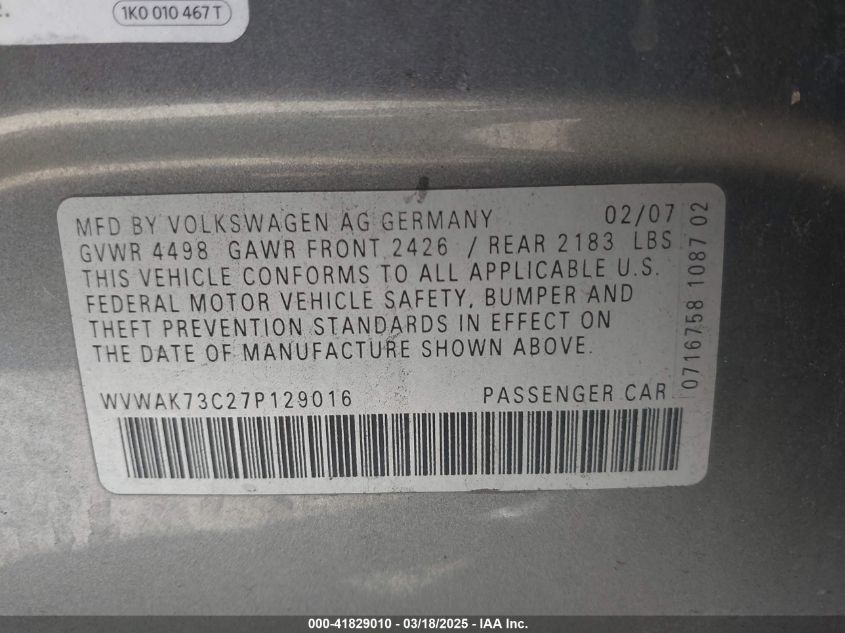 1K0 010 467 T
MFD BY VOLKSWAGEN AG GERMANY 02/07
GVWR 4498 GAWR FRONT 2426 / REAR 2183 LBS
THIS VEHICLE CONFORMS TO ALL APPLICABLE U.S.
FEDERAL MOTOR VEHICLE SAFETY, BUMPER AND
THEFT PREVENTION STANDARDS IN EFFECT ON
THE DATE OF MANUFACTURE SHOWN ABOVE.
WVWAK73C27P129016 PASSENGER CAR
0716758 1087 02
000-41829010 - 03/18/2025 - IAA Inc.